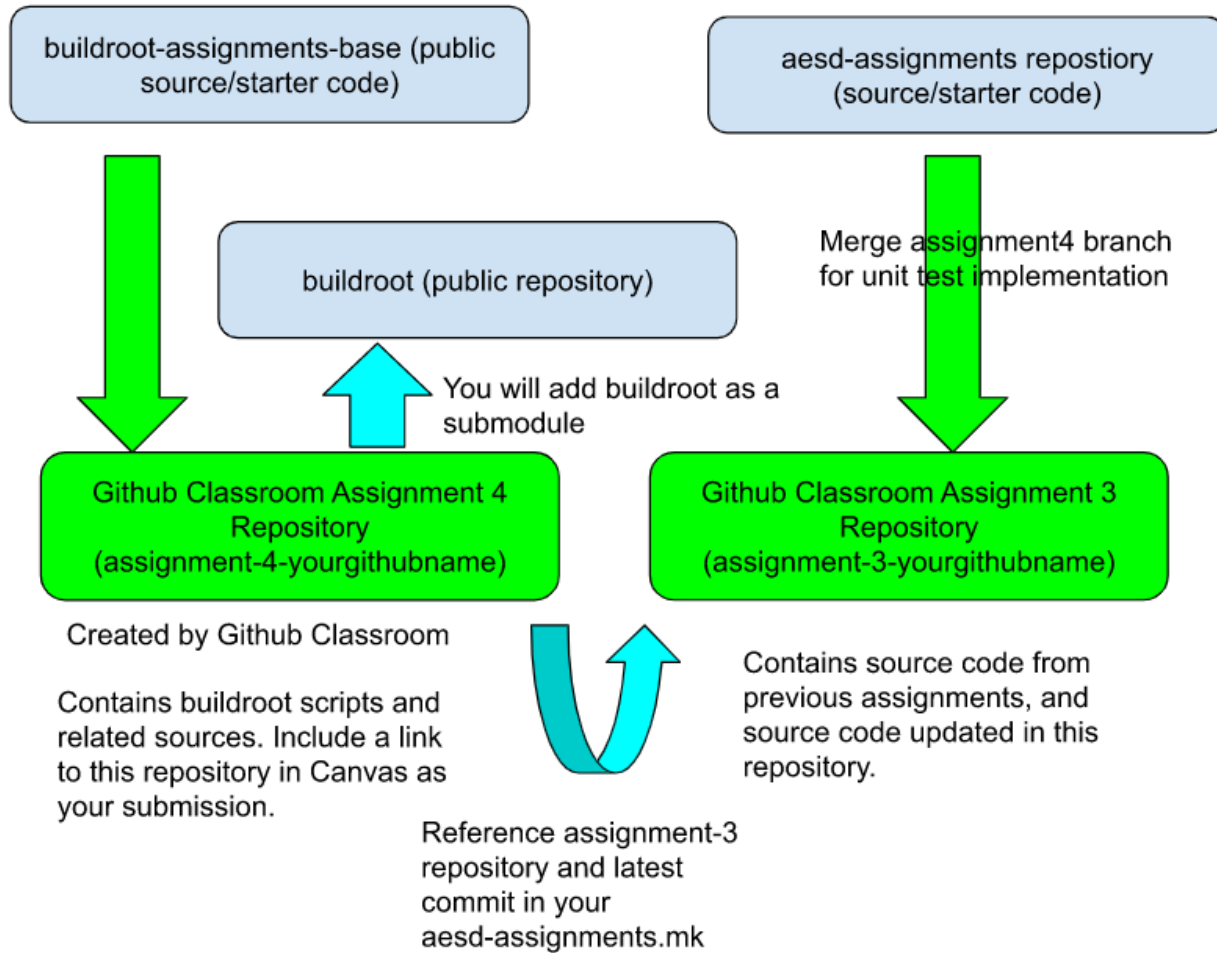 buildroot-assignments-base (public
source/starter code)
aesd-assignments repostiory
(source/starter code)
buildroot (public repository)
Merge assignment4 branch
for unit test implementation
You will add buildroot as a
submodule
Github Classroom Assignment 4
Repository
(assignment-4-yourgithubname)
Github Classroom Assignment 3
Repository
(assignment-3-yourgithubname)
Created by Github Classroom
Contains buildroot scripts and
related sources. Include a link
to this repository in Canvas as
your submission.
Contains source code from
previous assignments, and
source code updated in this
repository.
Reference assignment-3
repository and latest
commit in your
aesd-assignments.mk